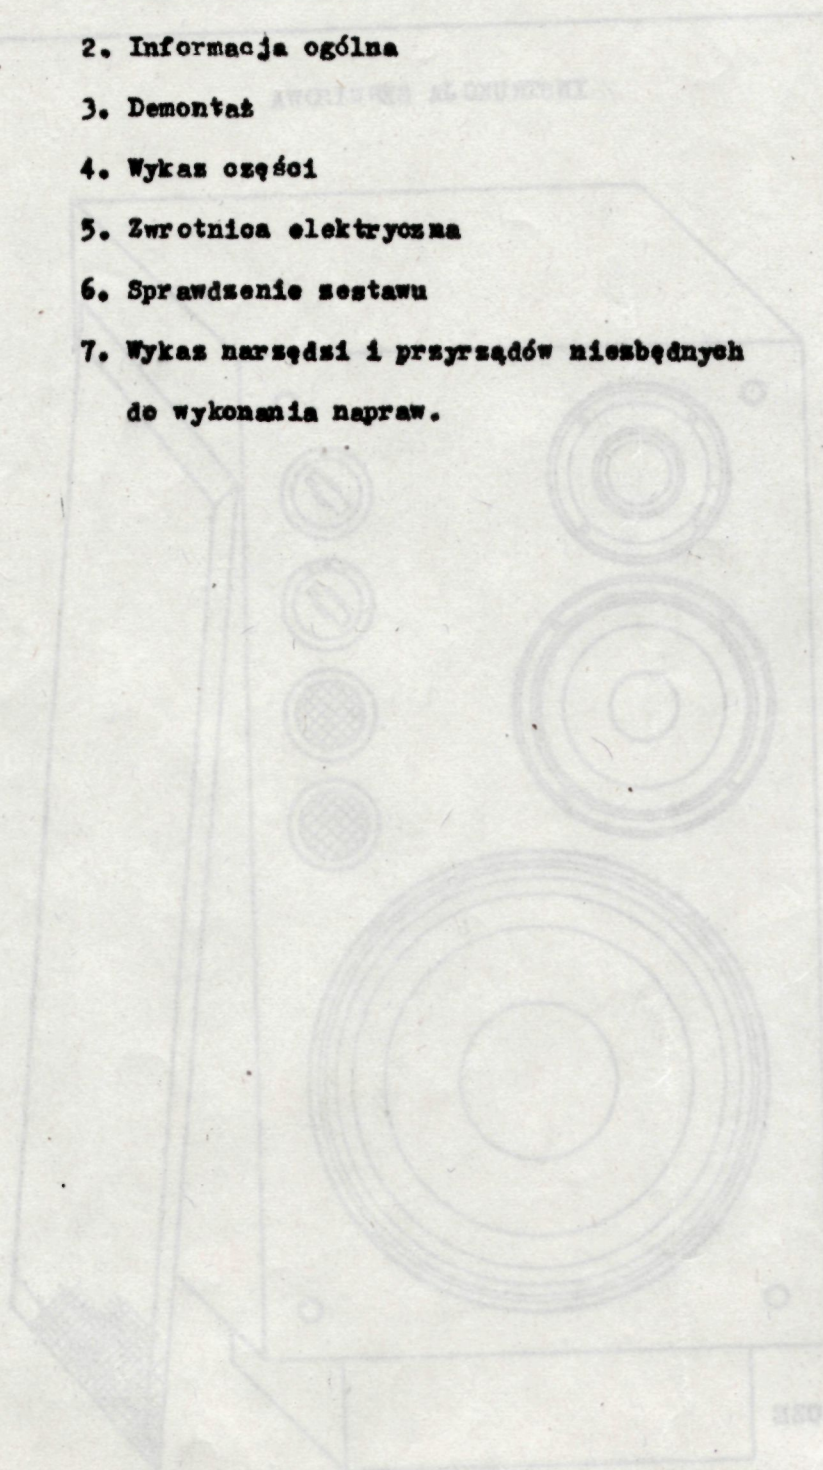 2. Informacja ogólna
3. Demontaż
4. Wykaz części
5. Zwrotnica elektryczna
6. Sprawdzenie zestawu
7. Wykaz narzędzi i przyrządów niezbędnych
do wykonania napraw.